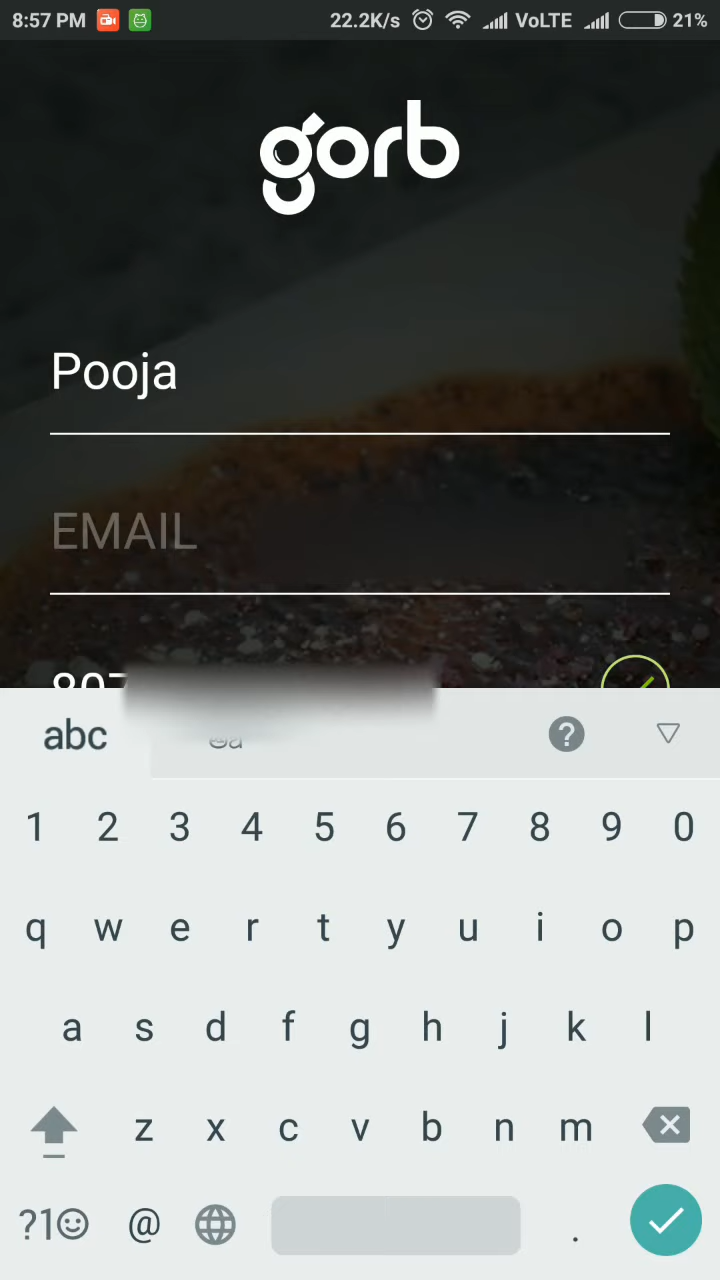 8:57 PM 22.2K/s VoLTE 21%
gorb
Pooja
EMAIL
abc
1 2 3 4 5 6 7 8 9 0
q w e r t y u i o p
a s d f g h j k l
z x c v b n m
?1 @ .